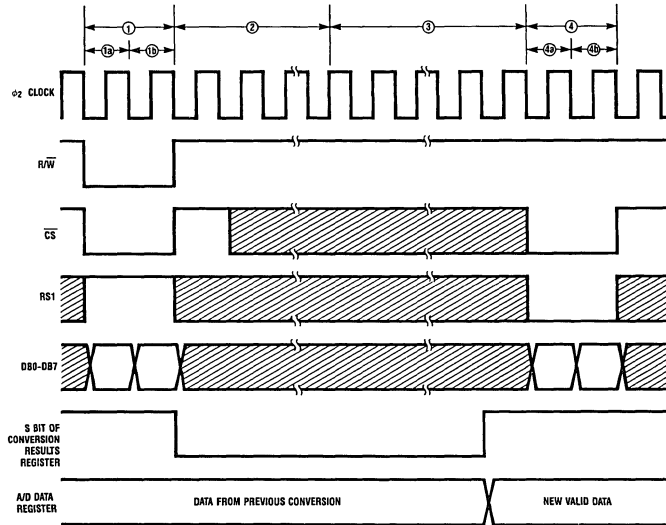 ① ② ③ ④
1a 1b 4a 4b
ϕ2 CLOCK
R/W̅
C̅S̅
RS1
DB0-DB7
S BIT OF
CONVERSION
RESULTS
REGISTER
A/D DATA
REGISTER
DATA FROM PREVIOUS CONVERSION
NEW VALID DATA